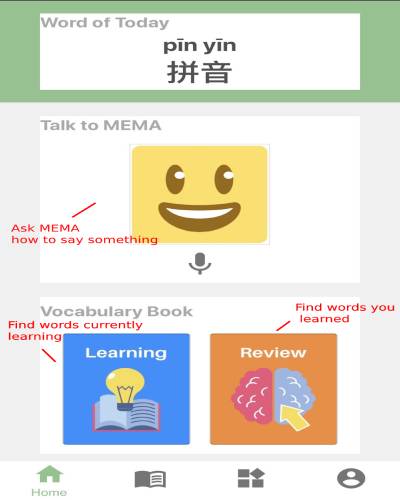 Word of Today
pīn yīn
拼音
Talk to MEMA
Ask MEMA
how to say something
Vocabulary Book
Find words currently
learning
Find words you
learned
Learning
Review
Home